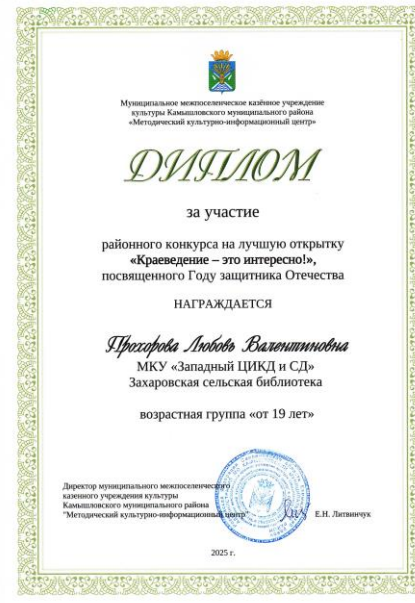 Муниципальное межпоселенческое казённое учреждение
культуры Камышловского муниципального района
«Методический культурно-информационный центр»
ДИПЛОМ
за участие
районного конкурса на лучшую открытку
«Краеведение – это интересно!»,
посвященного Году защитника Отечества
НАГРАЖДАЕТСЯ
Прохорова Любовь Валентиновна
МКУ «Западный ЦИКД и СД»
Захаровская сельская библиотека
возрастная группа «от 19 лет»
Директор муниципального межпоселенческого
казенного учреждения культуры
Камышловского муниципального района
"Методический культурно-информационный центр"
Е.Н. Литвинчук
2025 г.